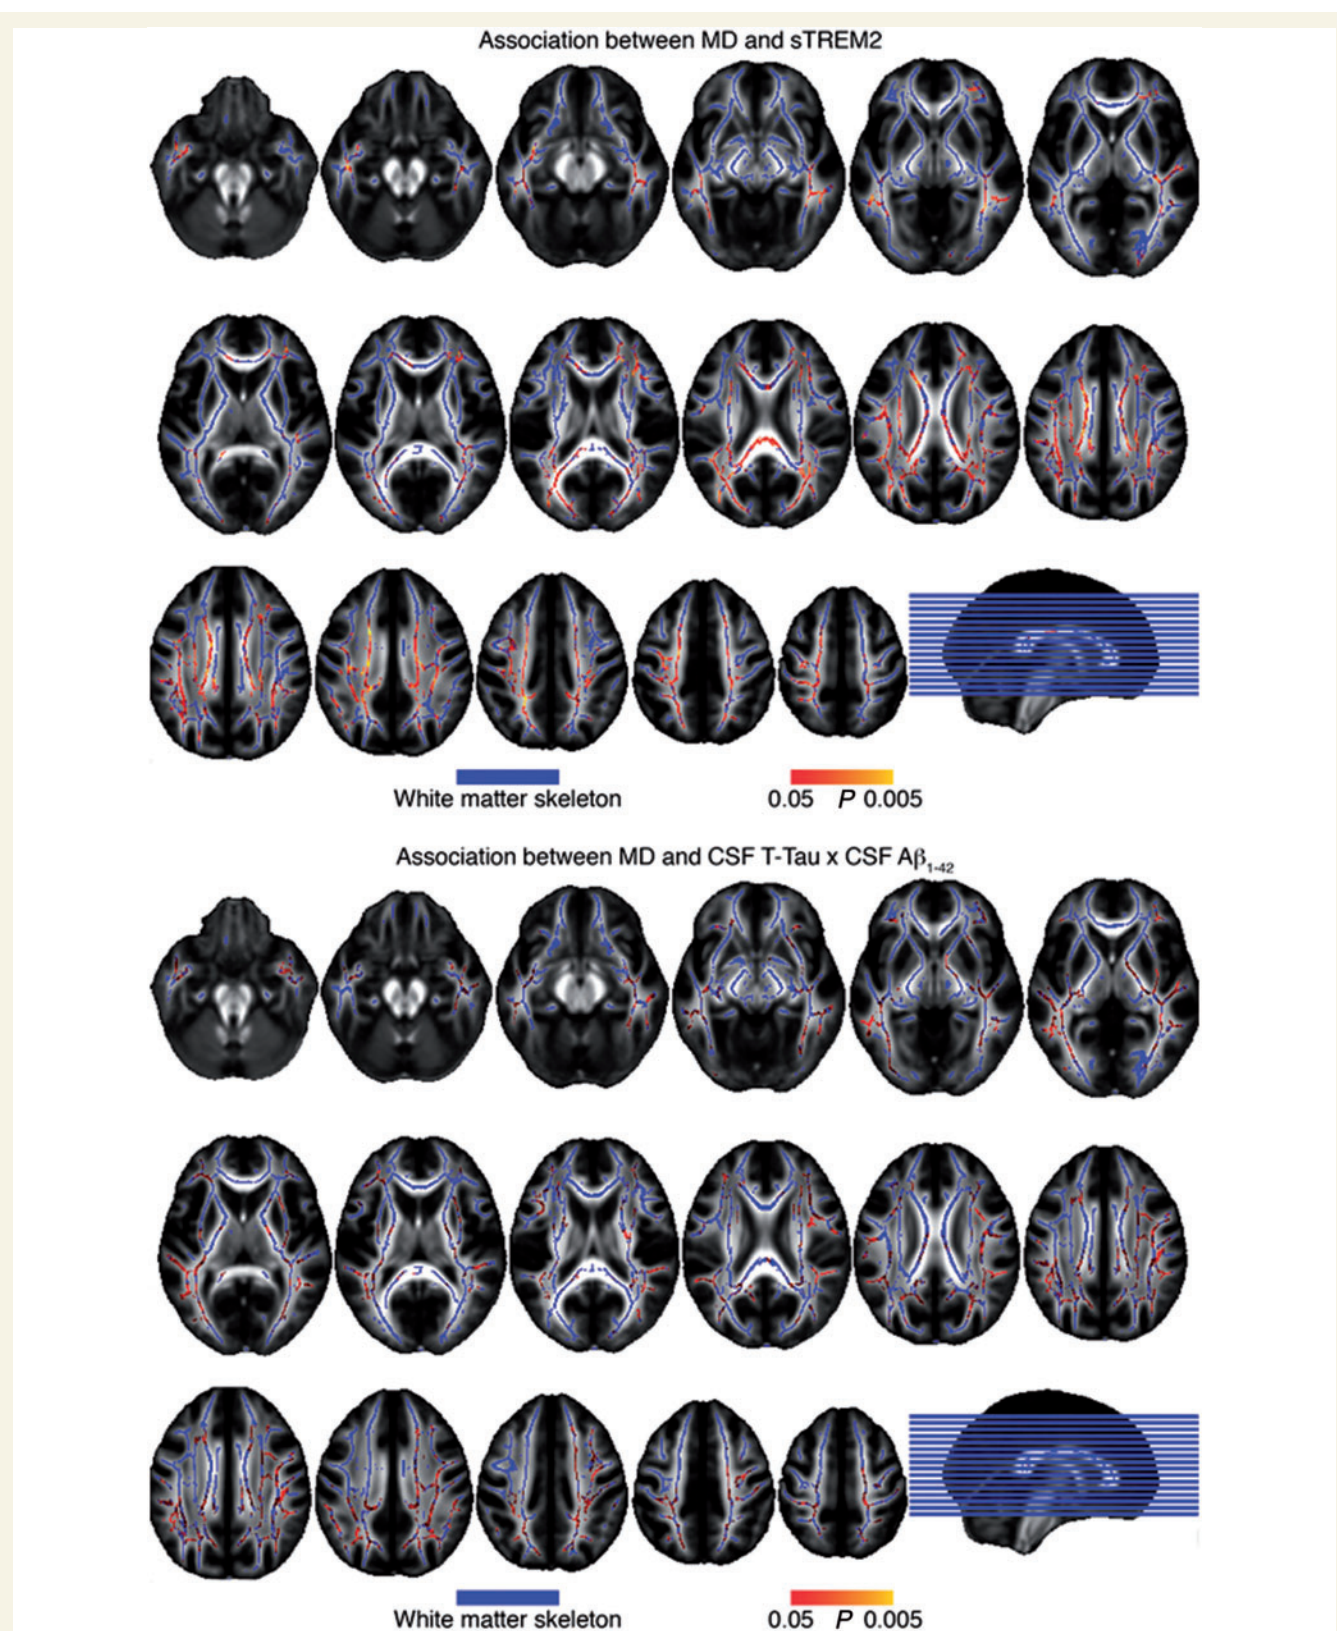 Association between MD and sTREM2
White matter skeleton
0.05 P 0.005
Association between MD and CSF T-Tau x CSF Aβ1-42
White matter skeleton
0.05 P 0.005